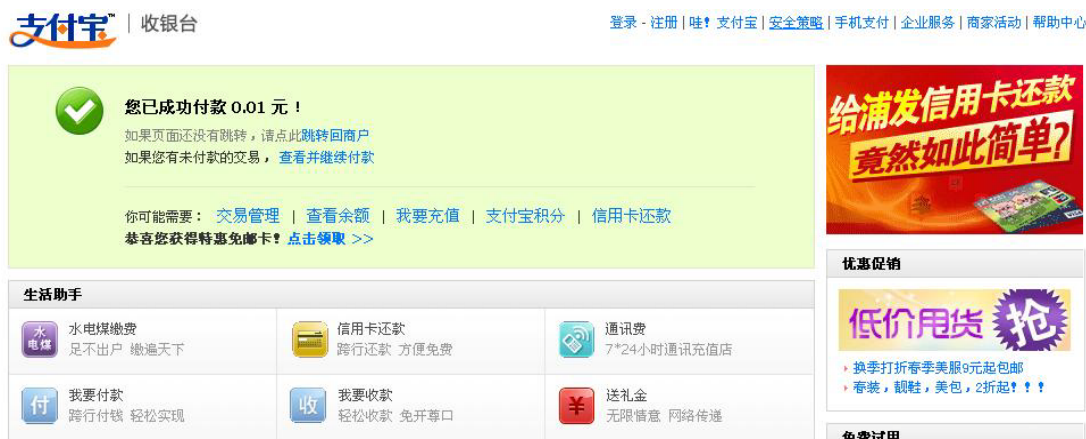 支付宝™ 收银台
登录 - 注册 | 哇! 支付宝 | 安全策略 | 手机支付 | 企业服务 | 商家活动 | 帮助中心
您已成功付款 0.01 元!
如果页面还没有跳转,请点此跳转回商户
如果您有未付款的交易,查看并继续付款
你可能需要: 交易管理 | 查看余额 | 我要充值 | 支付宝积分 | 信用卡还款
恭喜您获得特惠免邮卡! 点击领取 >>
给浦发信用卡还款
竟然如此简单?
生活助手
水电煤 水电煤缴费
足不出户 缴遍天下
信用卡还款
跨行还款 方便免费
通讯费
7*24小时通讯充值店
付 我要付款
跨行付钱 轻松实现
收 我要收款
轻松收款 免开尊口
¥ 送礼金
无限情意 网络传递
优惠促销
低价甩货 抢
换季打折春季美服9元起包邮
春装,靓鞋,美包,2折起!!!
免费试用